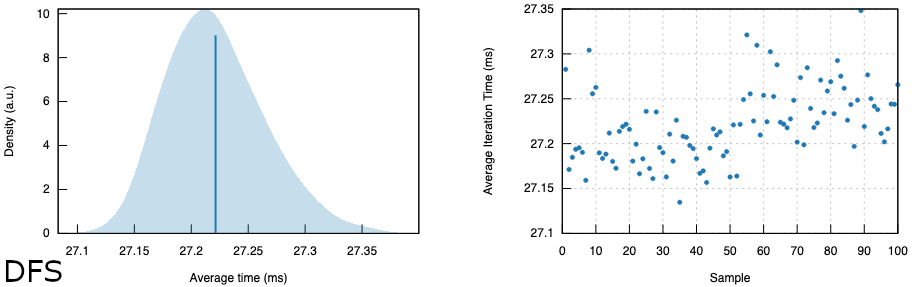 10
8
6
4
2
0
Density (a.u.)
27.1 27.15 27.2 27.25 27.3 27.35
Average time (ms)
DFS
27.35
27.3
27.25
27.2
27.15
27.1
Average Iteration Time (ms)
0 10 20 30 40 50 60 70 80 90 100
Sample